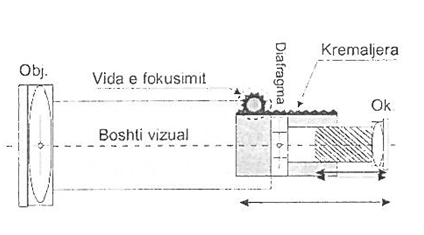 Obj.
Vida e fokusimit
Diafragma
Kremaljera
Ok.
Boshti vizual